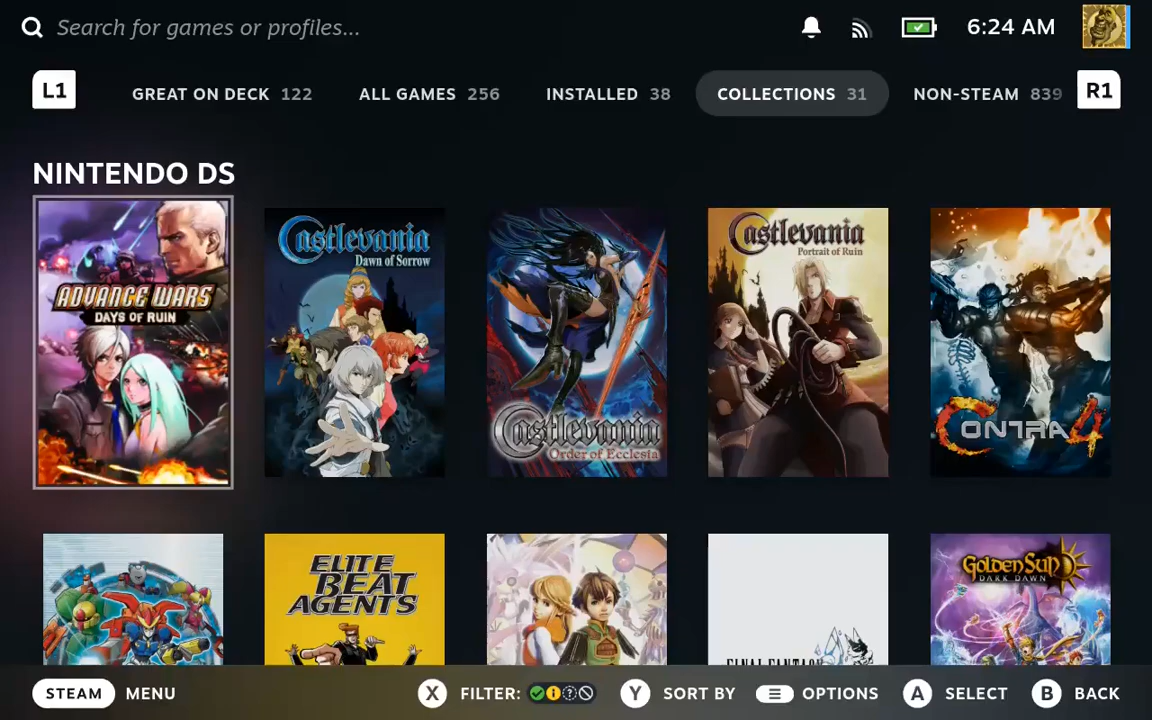 Search for games or profiles...
6:24 AM
L1
GREAT ON DECK 122
ALL GAMES 256
INSTALLED 38
COLLECTIONS 31
NON-STEAM 839
R1
NINTENDO DS
ADVANCE WARS
DAYS OF RUIN
Castlevania
Dawn of Sorrow
Castlevania
Order of Ecclesia
Castlevania
Portrait of Ruin
CONTRA 4
ELITE
BEAT
AGENTS
FINAL FANTASY
GOLDEN SUN
DARK DAWN
STEAM MENU
X FILTER:
Y SORT BY
OPTIONS
A SELECT
B BACK